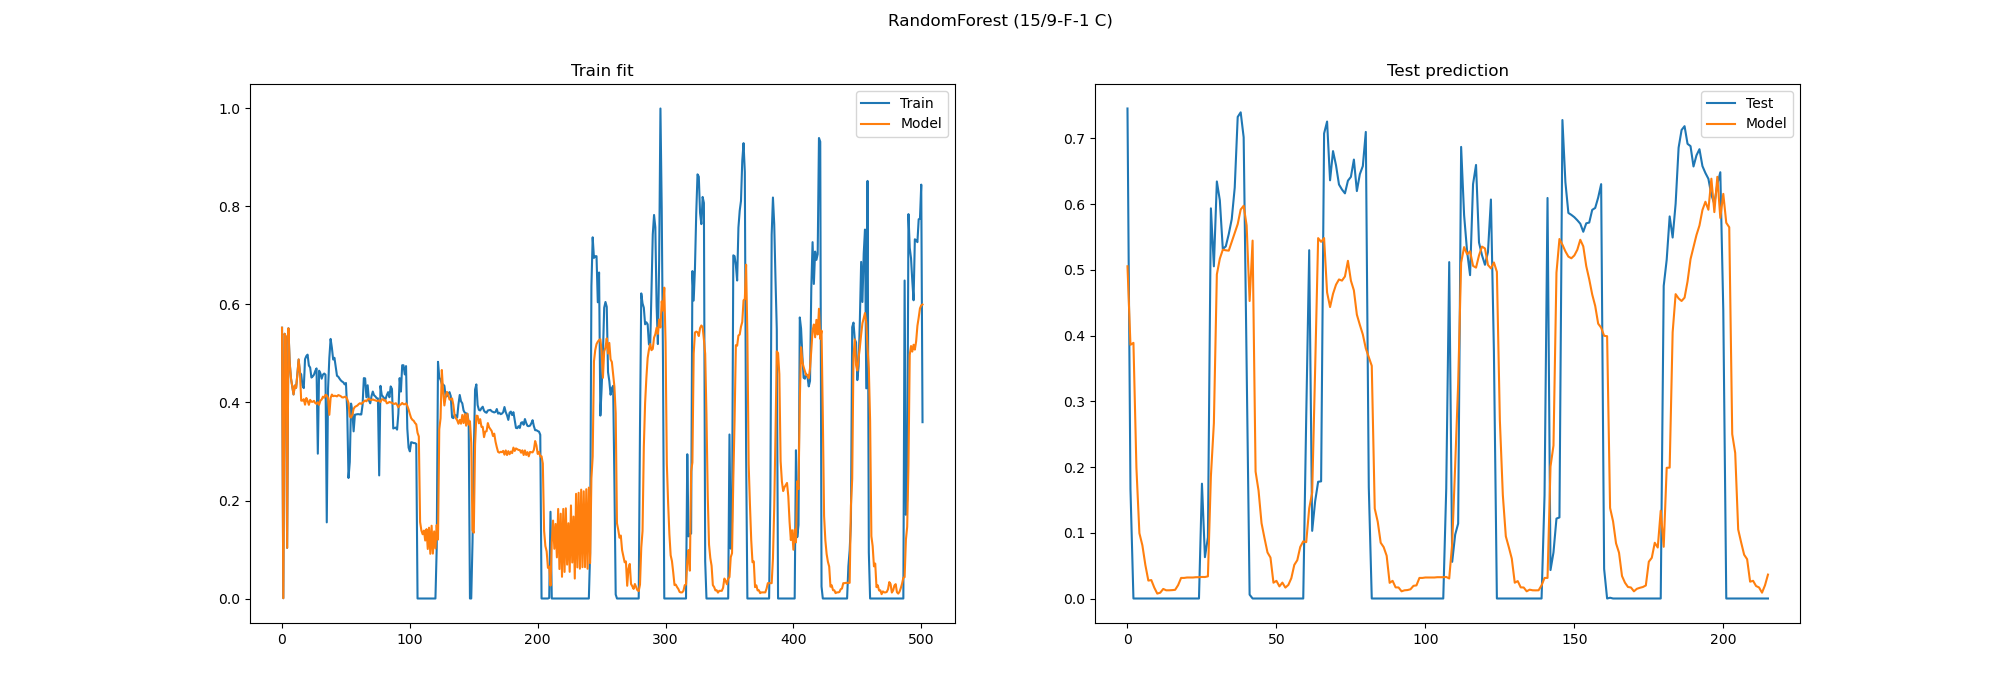 RandomForest (15/9-F-1 C)
Train fit
Train
Model
1.0
0.8
0.6
0.4
0.2
0.0
0 100 200 300 400 500
Test prediction
Test
Model
0.7
0.6
0.5
0.4
0.3
0.2
0.1
0.0
0 50 100 150 200